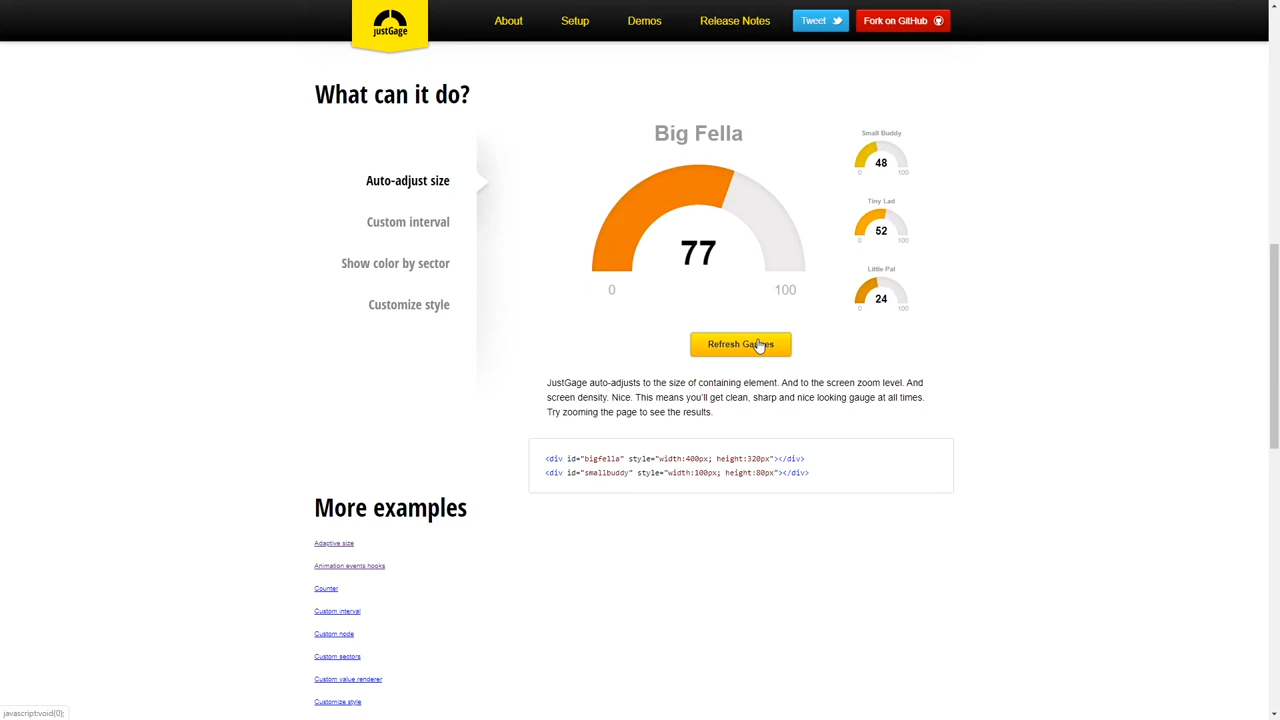 justGage
About
Setup
Demos
Release Notes
Tweet
Fork on GitHub
What can it do?
Auto-adjust size
Custom interval
Show color by sector
Customize style
Big Fella
77
0
100
Small Buddy
48
0
100
Tiny Lad
52
0
100
Little Pal
24
0
100
Refresh Gauges
JustGage auto-adjusts to the size of containing element. And to the screen zoom level. And
screen density. Nice. This means you'll get clean, sharp and nice looking gauge at all times.
Try zooming the page to see the results.
<div id="bigfella" style="width:400px; height:320px"></div>
<div id="smallbuddy" style="width:100px; height:80px"></div>
More examples
Adaptive size
Animation events hooks
Counter
Custom interval
Custom node
Custom sectors
Custom value renderer
Customize style
javascript:void(0);